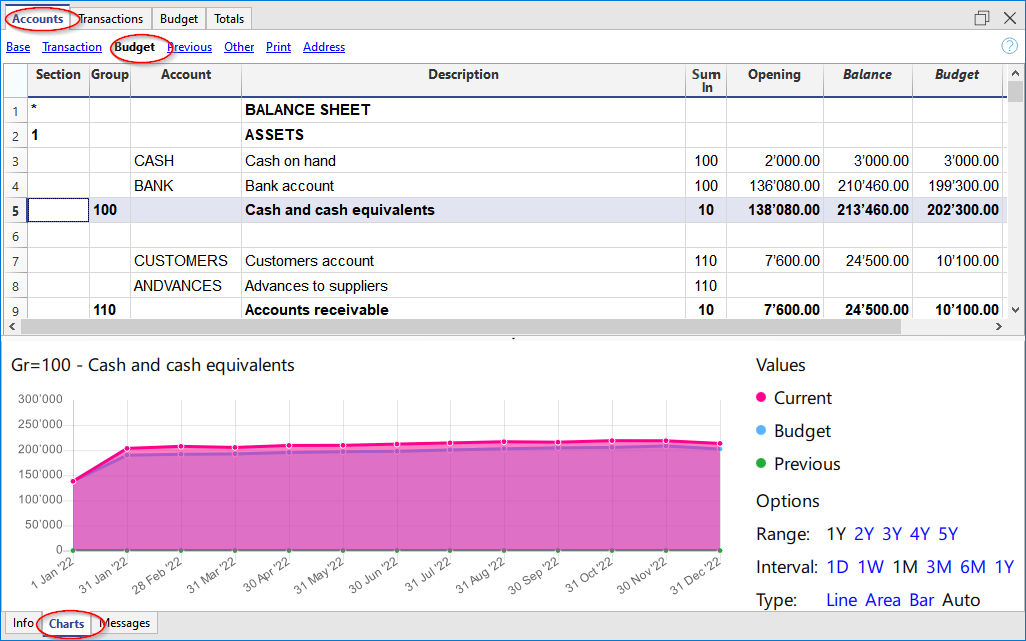 Accounts Transactions Budget Totals
Base Transaction Budget Previous Other Print Address ?
Section Group Account Description Sum In Opening Balance Budget
1 * BALANCE SHEET
2 1 ASSETS
3 CASH Cash on hand 100 2’000.00 3’000.00 3’000.00
4 BANK Bank account 100 136’080.00 210’460.00 199’300.00
5 100 Cash and cash equivalents 10 138’080.00 213’460.00 202’300.00
6
7 CUSTOMERS Customers account 110 7’600.00 24’500.00 10’100.00
8 ANDVANCES Advances to suppliers 110
9 110 Accounts receivable 10 7’600.00 24’500.00 10’100.00
Gr=100 - Cash and cash equivalents
300’000
250’000
200’000
150’000
100’000
50’000
0
1 Jan '22 31 Jan '22 28 Feb '22 31 Mar '22 30 Apr '22 31 May '22 30 Jun '22 31 Jul '22 31 Aug '22 30 Sep '22 31 Oct '22 30 Nov '22 31 Dec '22
Values
Current
Budget
Previous
Options
Range: 1Y 2Y 3Y 4Y 5Y
Interval: 1D 1W 1M 3M 6M 1Y
Type: Line Area Bar Auto
Info Charts Messages